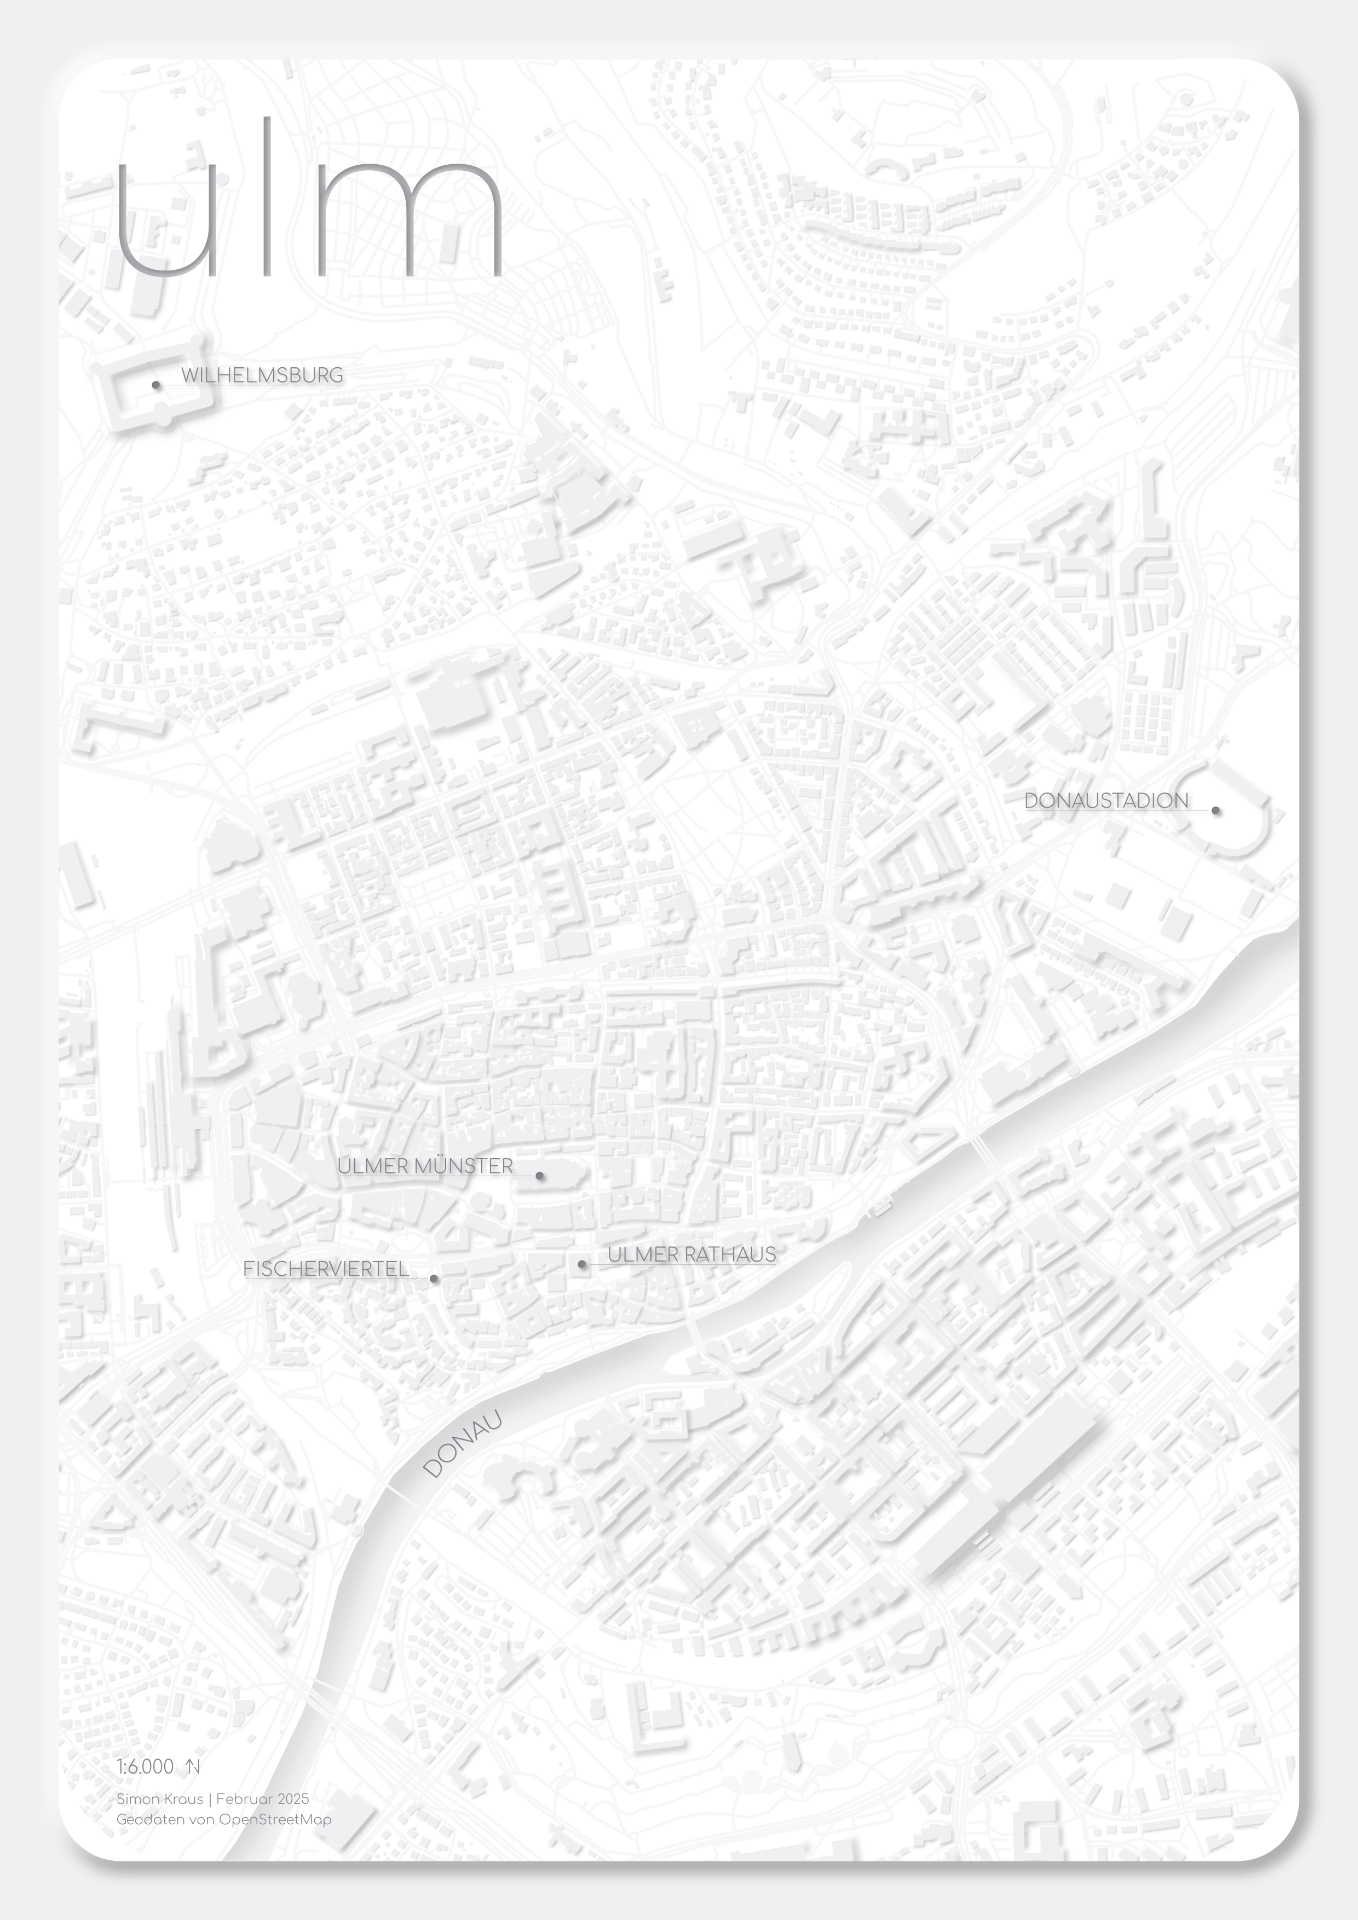 ulm
WILHELMSBURG
DONAUSTADION
ULMER MÜNSTER
ULMER RATHAUS
FISCHERVIERTEL
DONAU
1:6.000 N
Simon Kraus | Februar 2025
Geodaten von OpenStreetMap